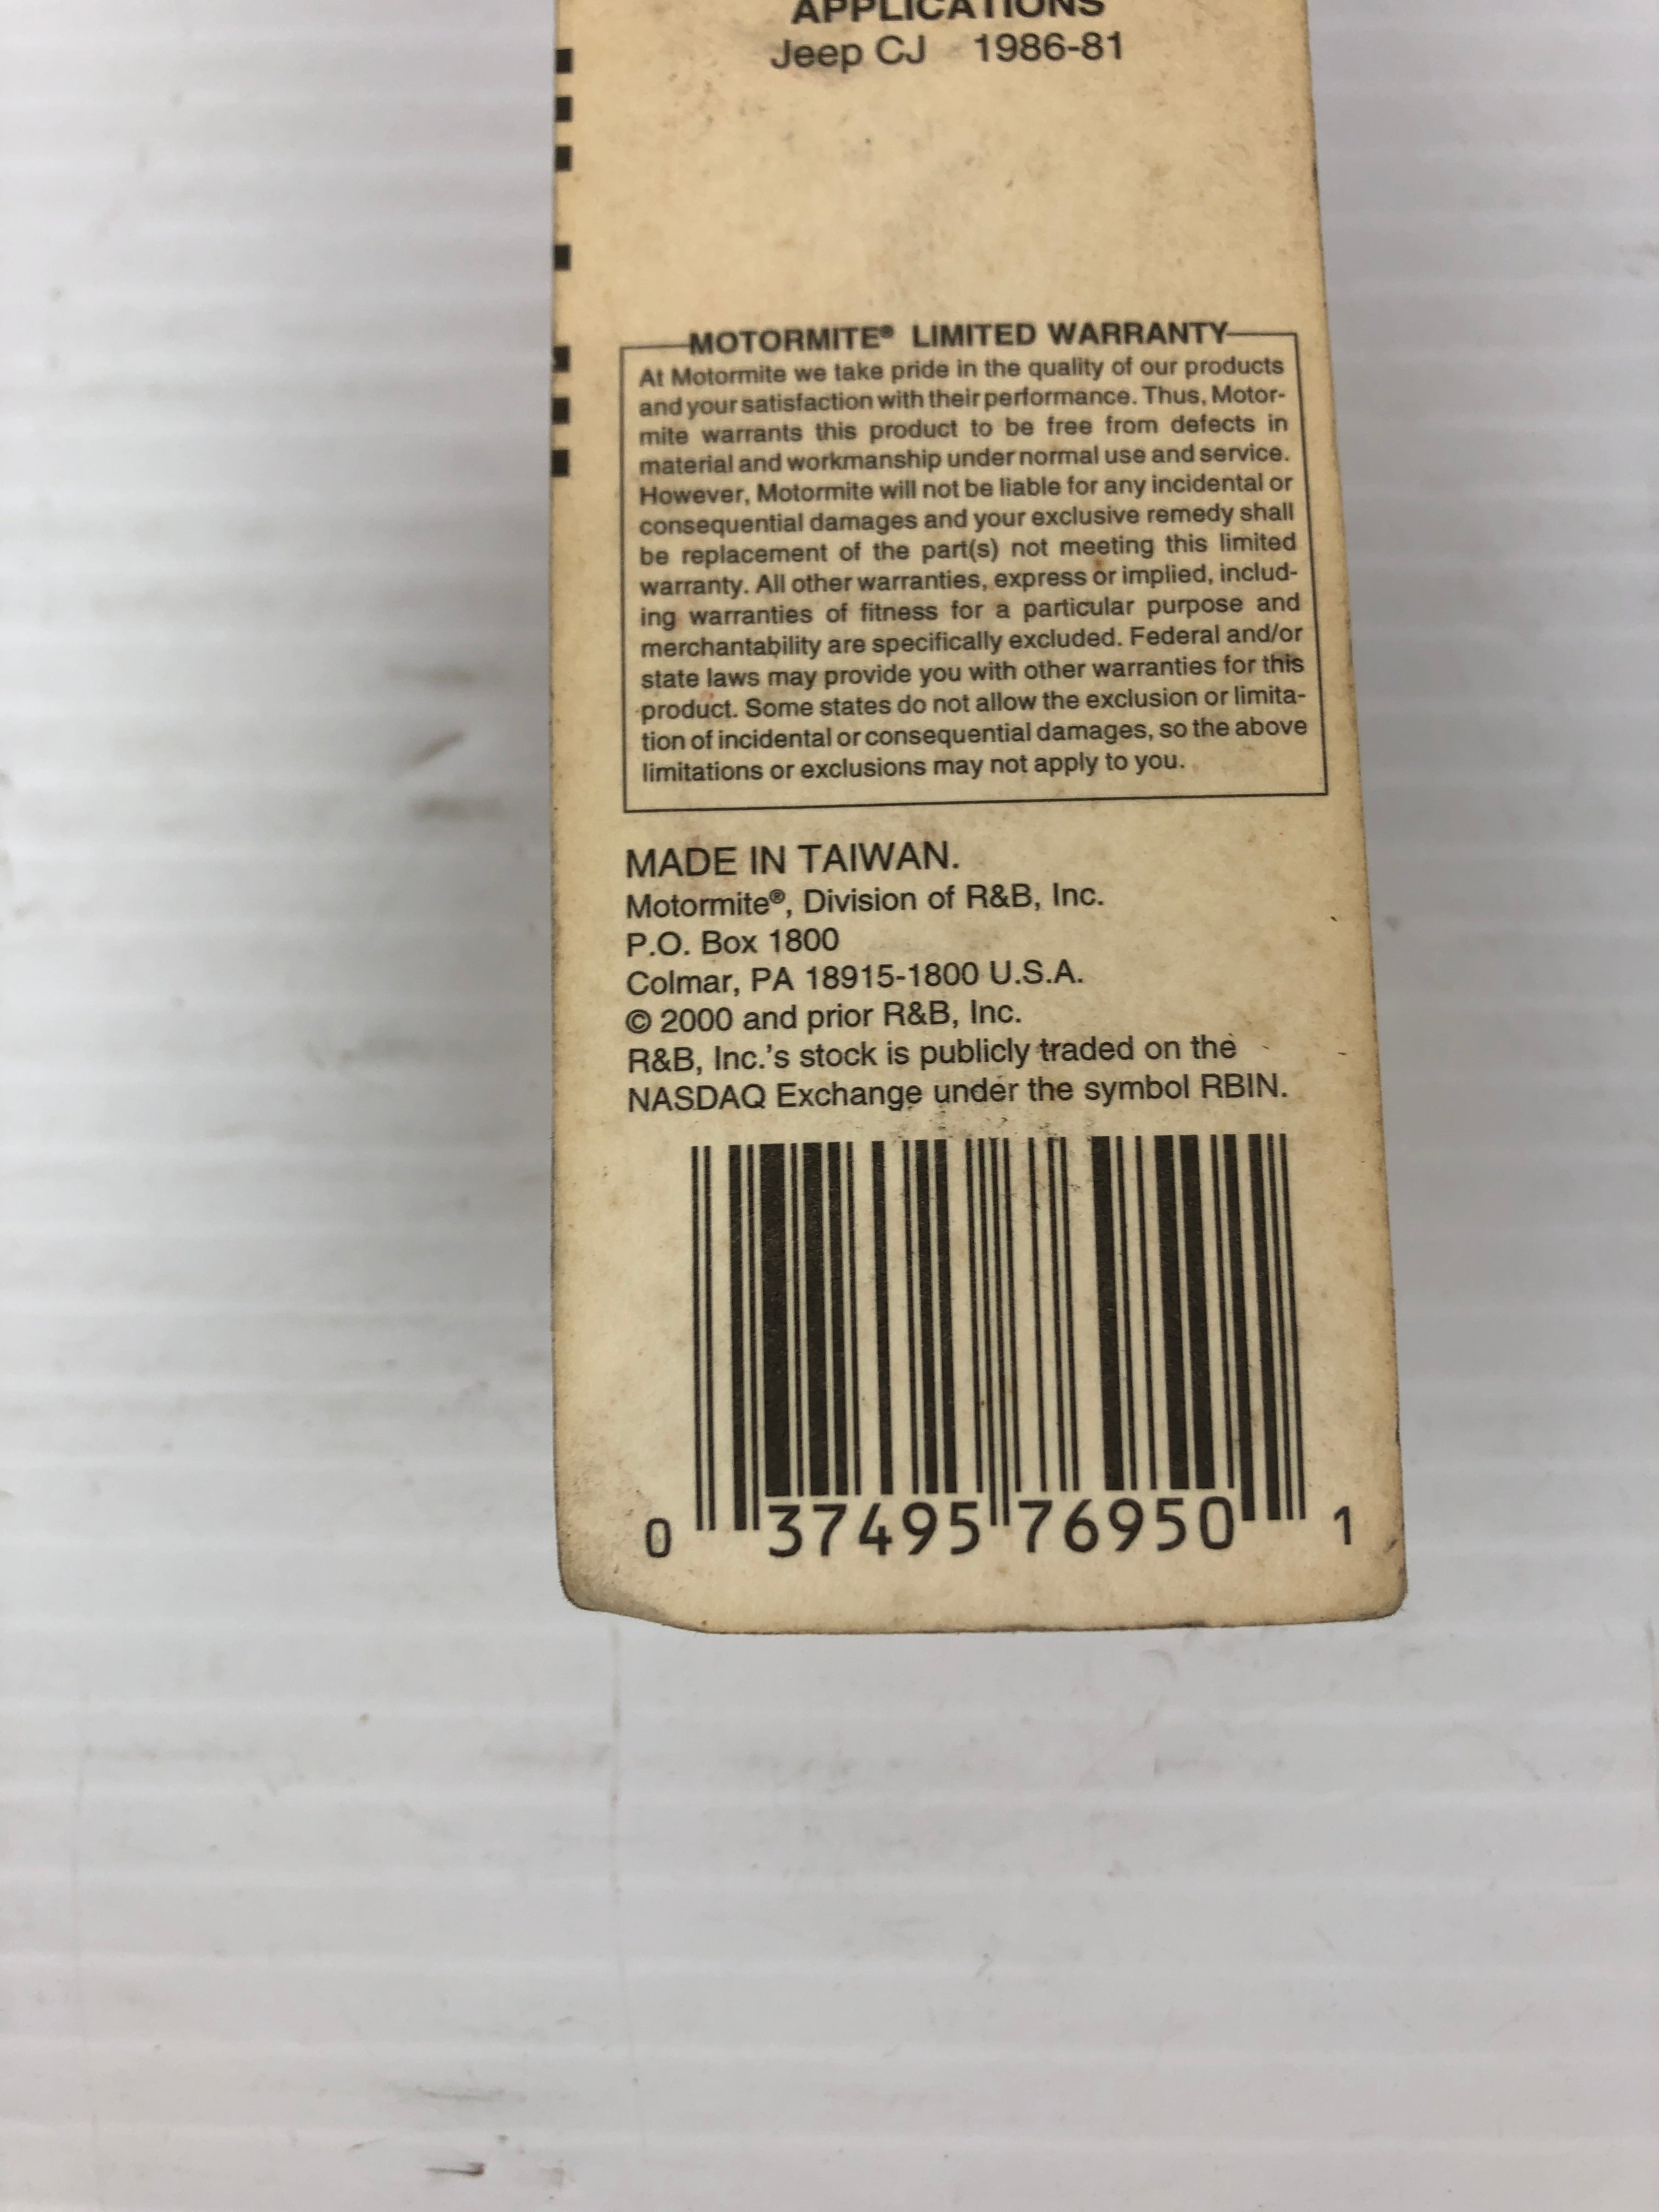 APPLICATIONS
Jeep CJ 1986-81
MOTORMITE® LIMITED WARRANTY
At Motormite we take pride in the quality of our products
and your satisfaction with their performance. Thus, Motor-
mite warrants this product to be free from defects in
material and workmanship under normal use and service.
However, Motormite will not be liable for any incidental or
consequential damages and your exclusive remedy shall
be replacement of the part(s) not meeting this limited
warranty. All other warranties, express or implied, includ-
ing warranties of fitness for a particular purpose and
merchantability are specifically excluded. Federal and/or
state laws may provide you with other warranties for this
product. Some states do not allow the exclusion or limita-
tion of incidental or consequential damages, so the above
limitations or exclusions may not apply to you.
MADE IN TAIWAN.
Motormite®, Division of R&B, Inc.
P.O. Box 1800
Colmar, PA 18915-1800 U.S.A.
© 2000 and prior R&B, Inc.
R&B, Inc.'s stock is publicly traded on the
NASDAQ Exchange under the symbol RBIN.
0 37495 76950 1